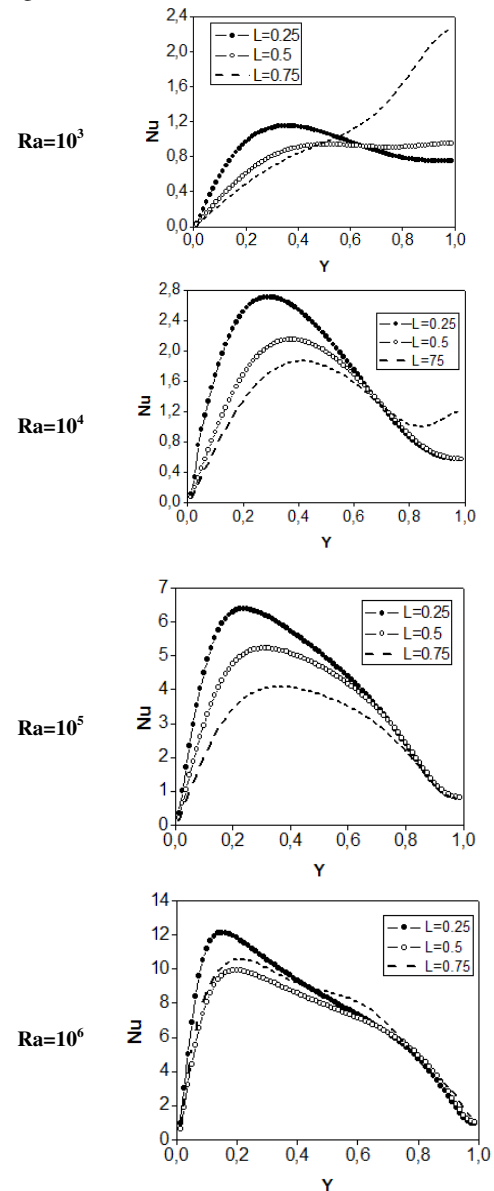 2,4
2,0
1,6
1,2
0,8
0,4
0,0
Nu
L=0.25
L=0.5
L=0.75
0,0 0,2 0,4 0,6 0,8 1,0
Y
Ra=10³
2,8
2,4
2,0
1,6
1,2
0,8
0,4
0,0
Nu
L=0.25
L=0.5
L=75
0,0 0,2 0,4 0,6 0,8 1,0
Y
Ra=10⁴
7
6
5
4
3
2
1
0
Nu
L=0.25
L=0.5
L=0.75
0,0 0,2 0,4 0,6 0,8 1,0
Y
Ra=10⁵
14
12
10
8
6
4
2
0
Nu
L=0.25
L=0.5
L=0.75
0,0 0,2 0,4 0,6 0,8 1,0
Y
Ra=10⁶